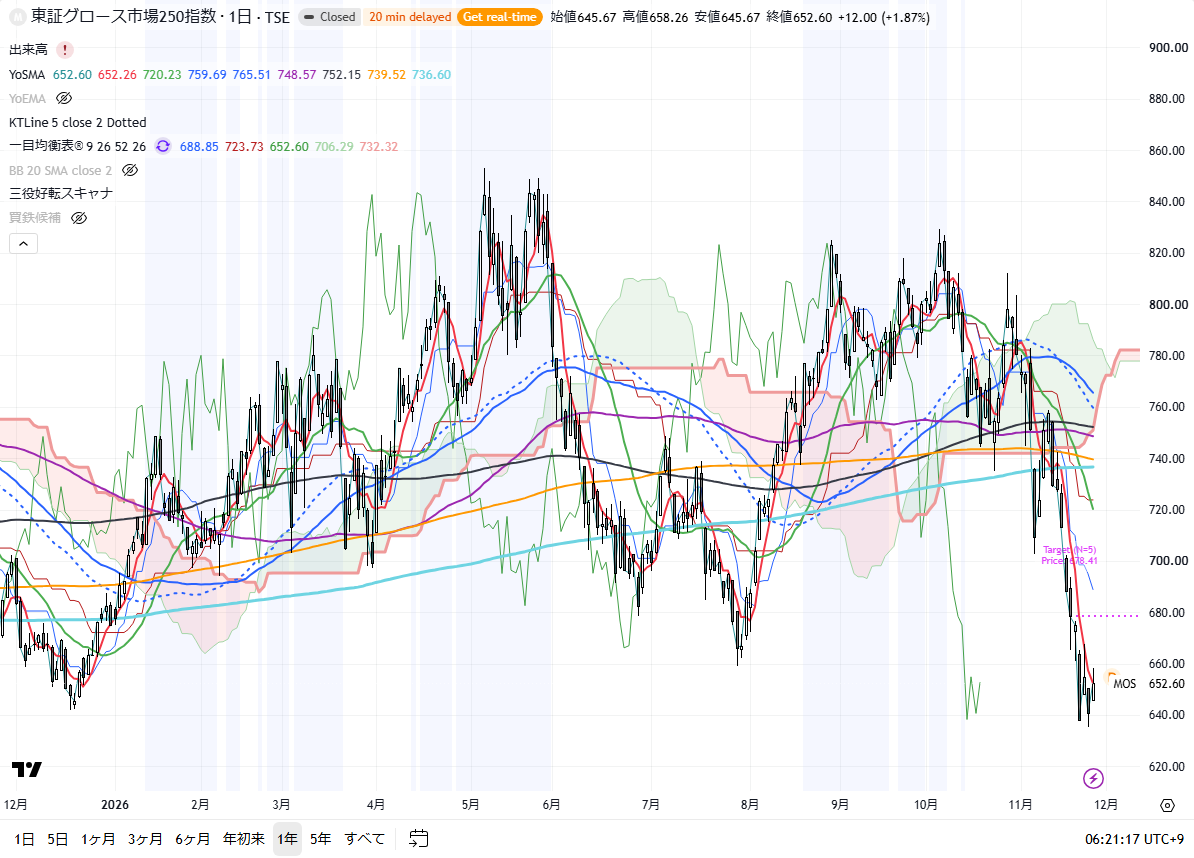 東証グロース市場250指数 · 1日 · TSE Closed 20 min delayed Get real-time 始値645.67 高値658.26 安値645.67 終値652.60 +12.00 (+1.87%)
出来高 !
YoSMA 652.60 652.26 720.23 759.69 765.51 748.57 752.15 739.52 736.60
YoEMA
KTLine 5 close 2 Dotted
一目均衡表® 9 26 52 26 688.85 723.73 652.60 706.29 732.32
BB 20 SMA close 2
三役好転スキャナ
買鉄候補
900.00
880.00
860.00
840.00
820.00
800.00
780.00
760.00
740.00
720.00
700.00
680.00
660.00
652.60
640.00
620.00
Target (N=5)
Price: 678.41
MOS
12月 2026 2月 3月 4月 5月 6月 7月 8月 9月 10月 11月 12月
1日 5日 1ヶ月 3ヶ月 6ヶ月 年初来 1年 5年 すべて 06:21:17 UTC+9